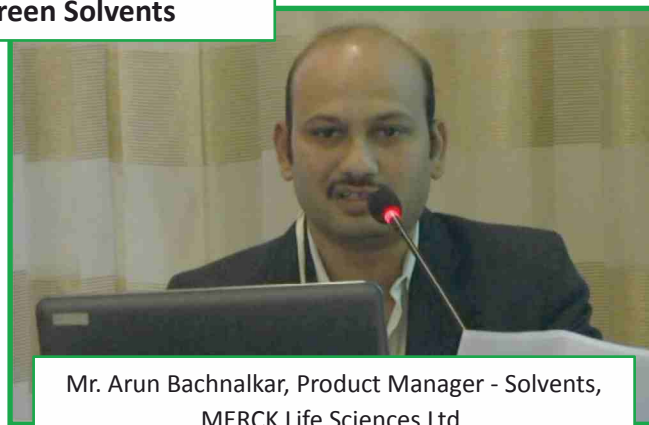 reen Solvents
Mr. Arun Bachnalkar, Product Manager - Solvents,
MERCK Life Sciences Ltd